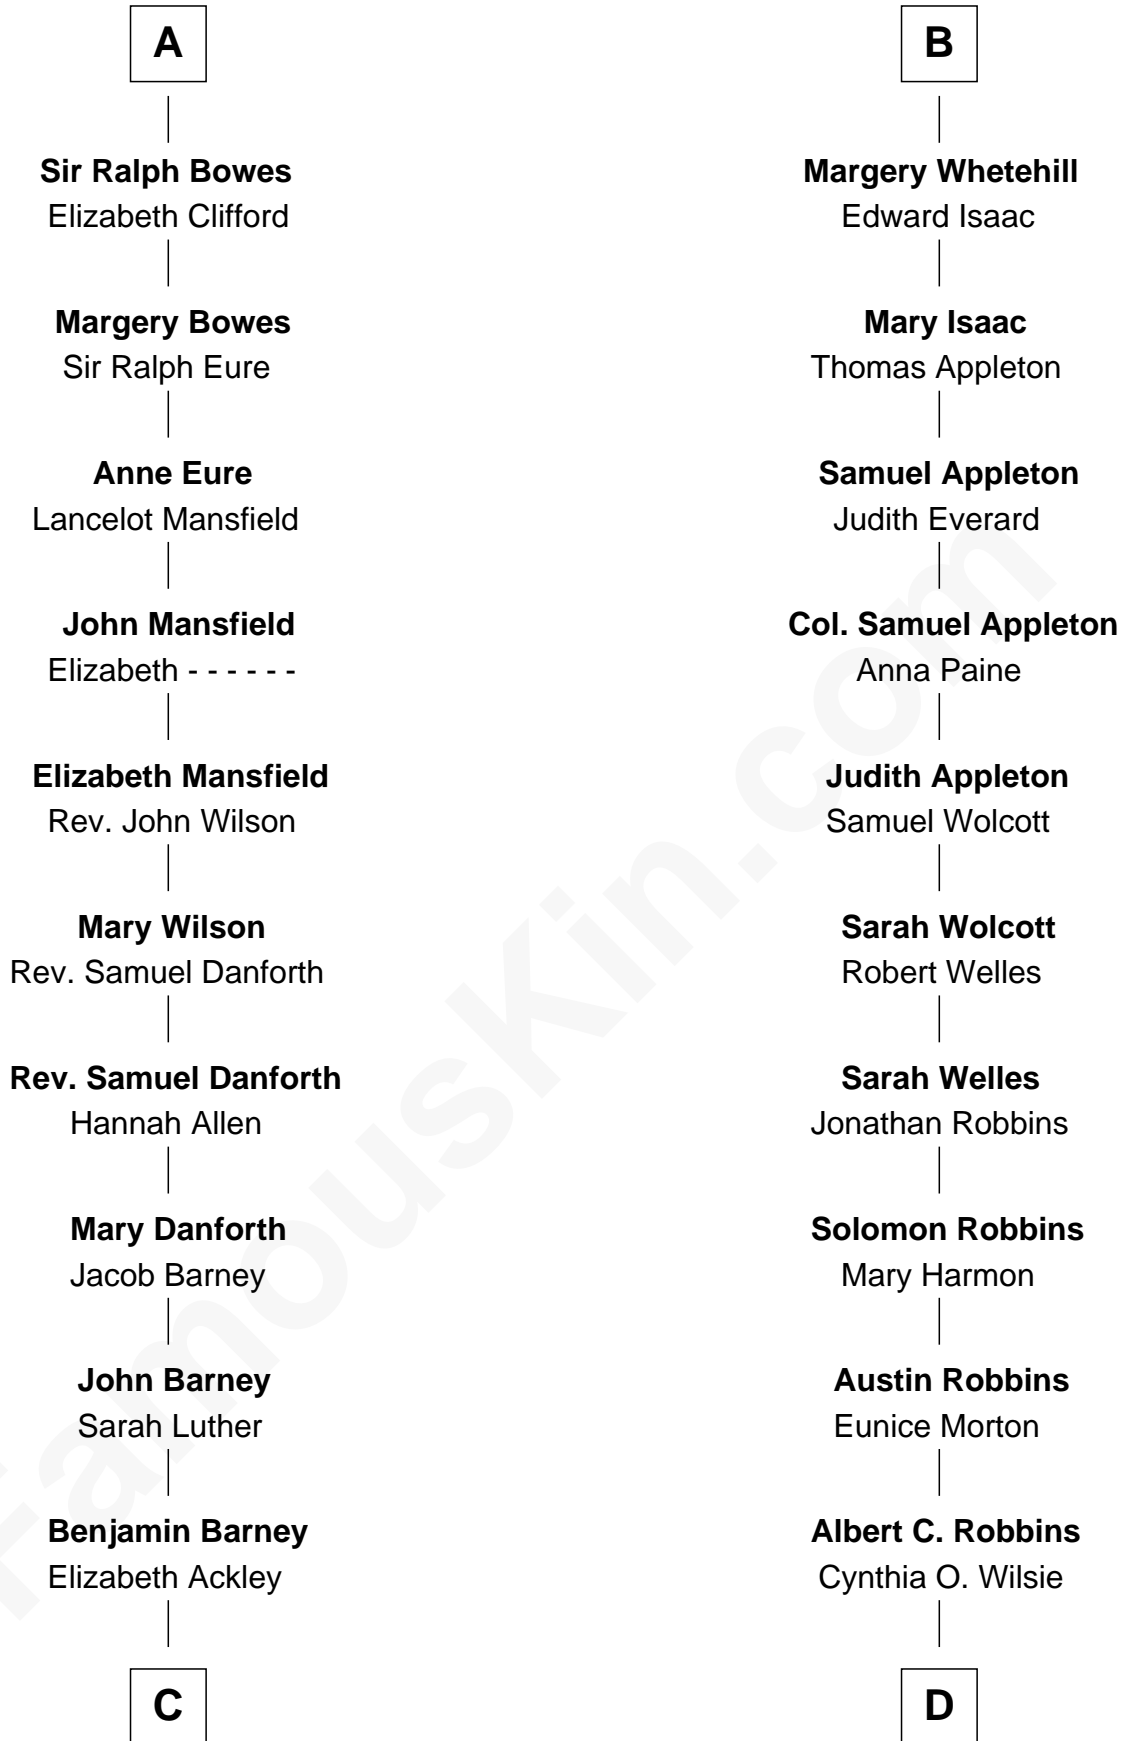 A
Sir Ralph Bowes
Elizabeth Clifford
Margery Bowes
Sir Ralph Eure
Anne Eure
Lancelot Mansfield
John Mansfield
Elizabeth - - - - - -
Elizabeth Mansfield
Rev. John Wilson
Mary Wilson
Rev. Samuel Danforth
Rev. Samuel Danforth
Hannah Allen
Mary Danforth
Jacob Barney
John Barney
Sarah Luther
Benjamin Barney
Elizabeth Ackley
C
B
Margery Whetehill
Edward Isaac
Mary Isaac
Thomas Appleton
Samuel Appleton
Judith Everard
Col. Samuel Appleton
Anna Paine
Judith Appleton
Samuel Wolcott
Sarah Wolcott
Robert Welles
Sarah Welles
Jonathan Robbins
Solomon Robbins
Mary Harmon
Austin Robbins
Eunice Morton
Albert C. Robbins
Cynthia O. Wilsie
D
FamousKin.com